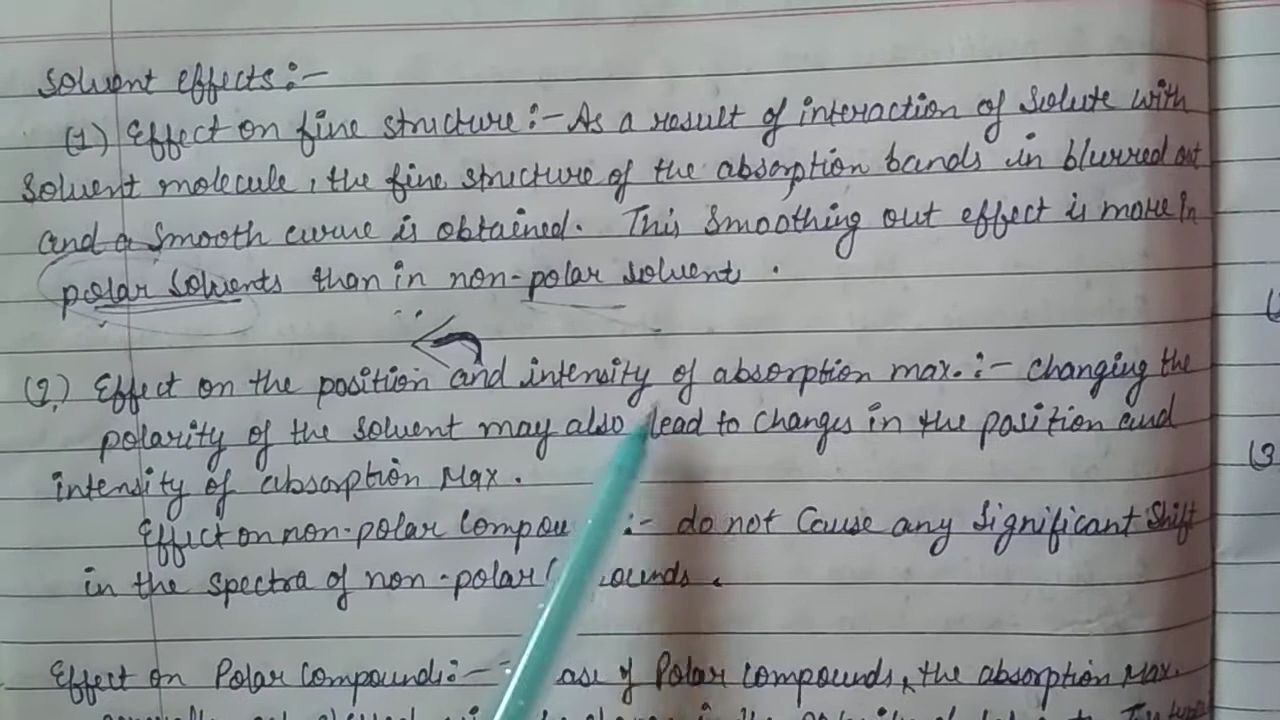 Solvent effects:-
(1) Effect on fine structure:- As a result of interaction of Solute with
Solvent molecule, the fine structure of the absorption bands in blurred out
and a smooth curve is obtained. This smoothing out effect is more in
polar solvents than in non-polar solvent.
(2.) Effect on the position and intensity of absorption max.:- Changing the
polarity of the solvent may also lead to changes in the position and
intensity of absorption Max.
Effect on non-polar Compou :- do not Cause any Significant Shift
in the spectra of non-polar ounds.
Effect on Polar Compounds:- ase of Polar Compounds, the absorption Max.
(3